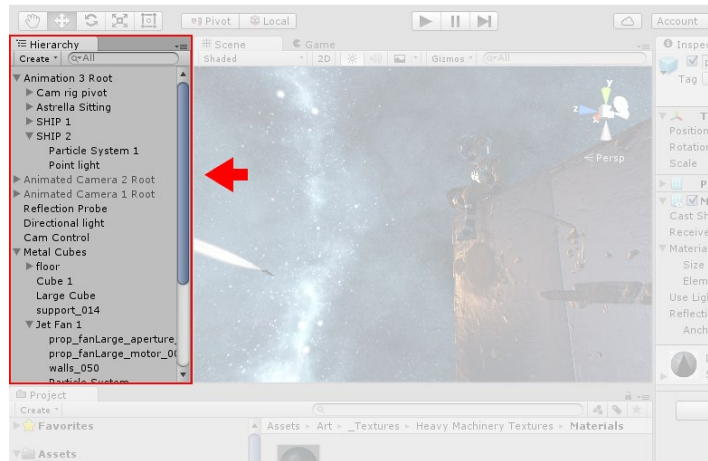 Pivot Local Account
Hierarchy
Create All
Animation 3 Root
Cam rig pivot
Astrella Sitting
SHIP 1
SHIP 2
Particle System 1
Point light
Animated Camera 2 Root
Animated Camera 1 Root
Reflection Probe
Directional light
Cam Control
Metal Cubes
floor
Cube 1
Large Cube
support_014
Jet Fan 1
prop_fanLarge_aperture_
prop_fanLarge_motor_00
walls_050
Particle System
Scene Game
Shaded 2D Gizmos All
y
z
Persp
Inspe
Tag
T
Position
Rotation
Scale
P
M
Cast Sh
Receive
Materia
Size
Elem
Use Lig
Reflecti
Anch
Project
Create
Favorites
Assets
Assets Art _Textures Heavy Machinery Textures Materials